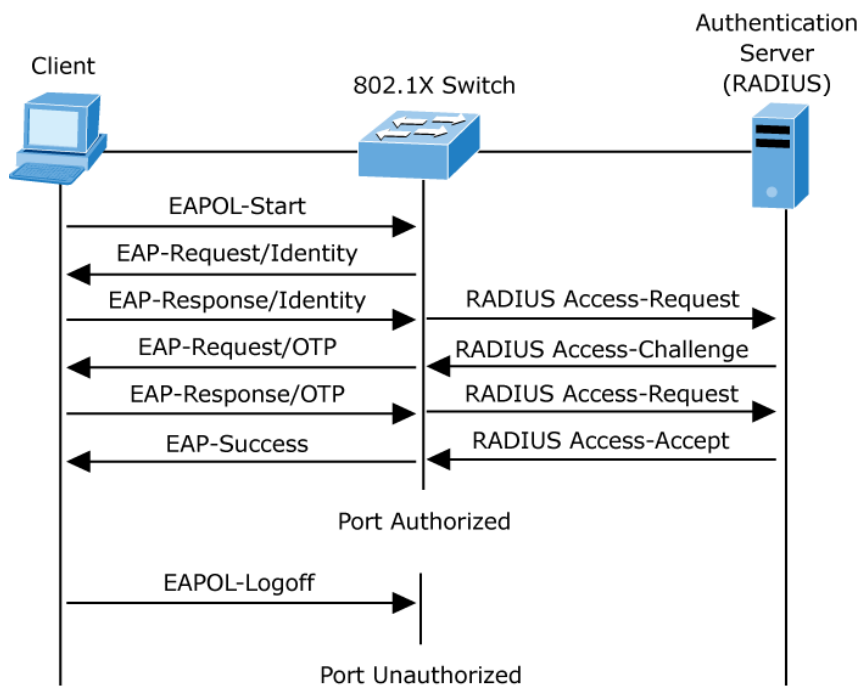 Authentication
Server
(RADIUS)
Client
802.1X Switch
EAPOL-Start
EAP-Request/Identity
EAP-Response/Identity
RADIUS Access-Request
EAP-Request/OTP
RADIUS Access-Challenge
EAP-Response/OTP
RADIUS Access-Request
EAP-Success
RADIUS Access-Accept
Port Authorized
EAPOL-Logoff
Port Unauthorized